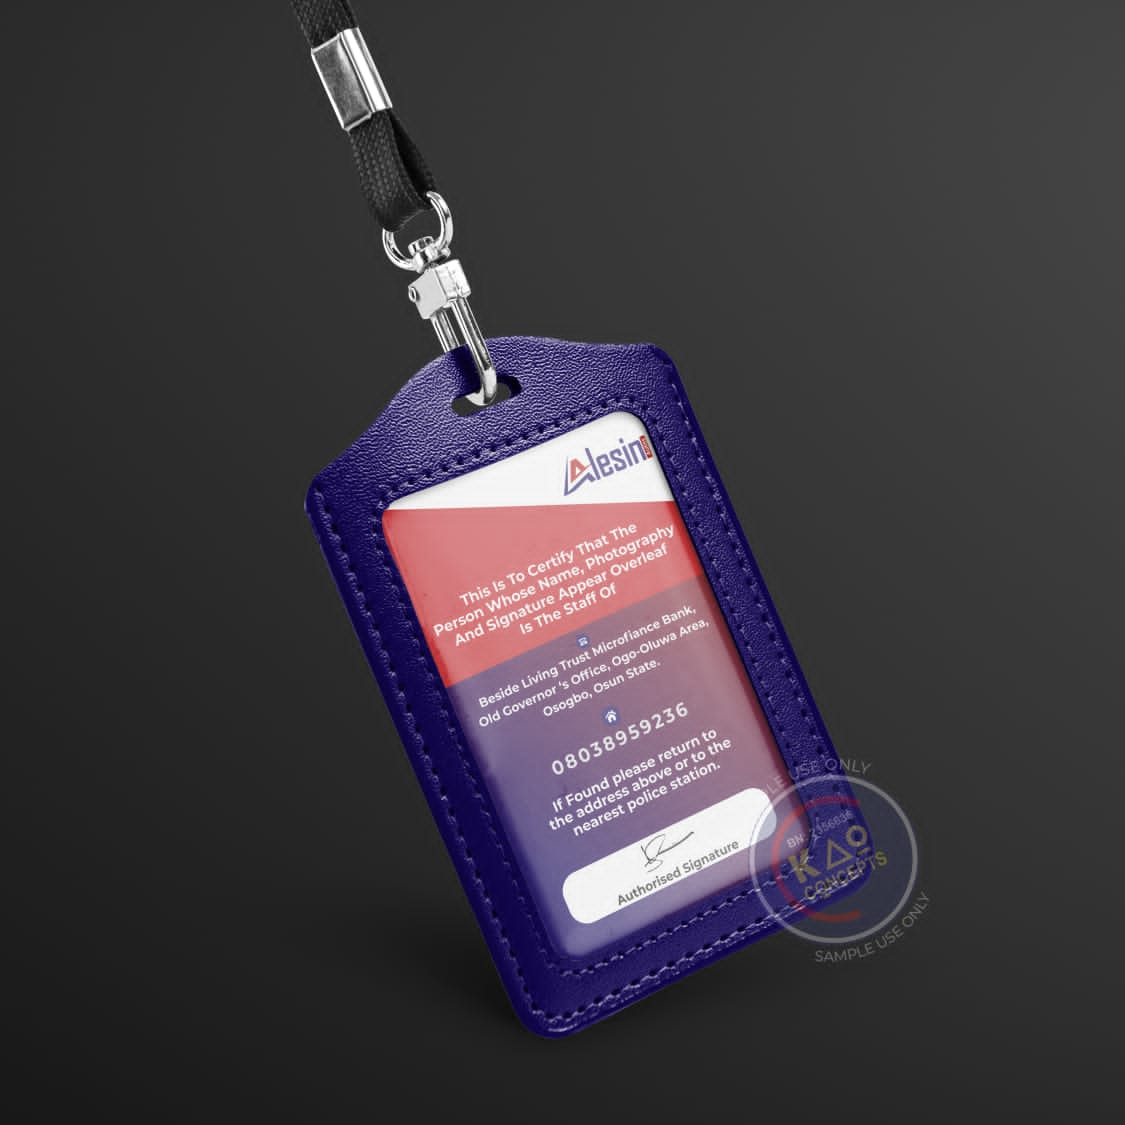 Alesin
This Is To Certify That The
Person Whose Name, Photography
And Signature Appear Overleaf
Is The Staff Of
Beside Living Trust Microfiance Bank,
Old Governor 's Office, Ogo-Oluwa Area,
Osogbo, Osun State.
08038959236
If Found please return to
the address above or to the
nearest police station.
Authorised Signature
USE ONLY
KAO
CONCEPTS
SAMPLE USE ONLY